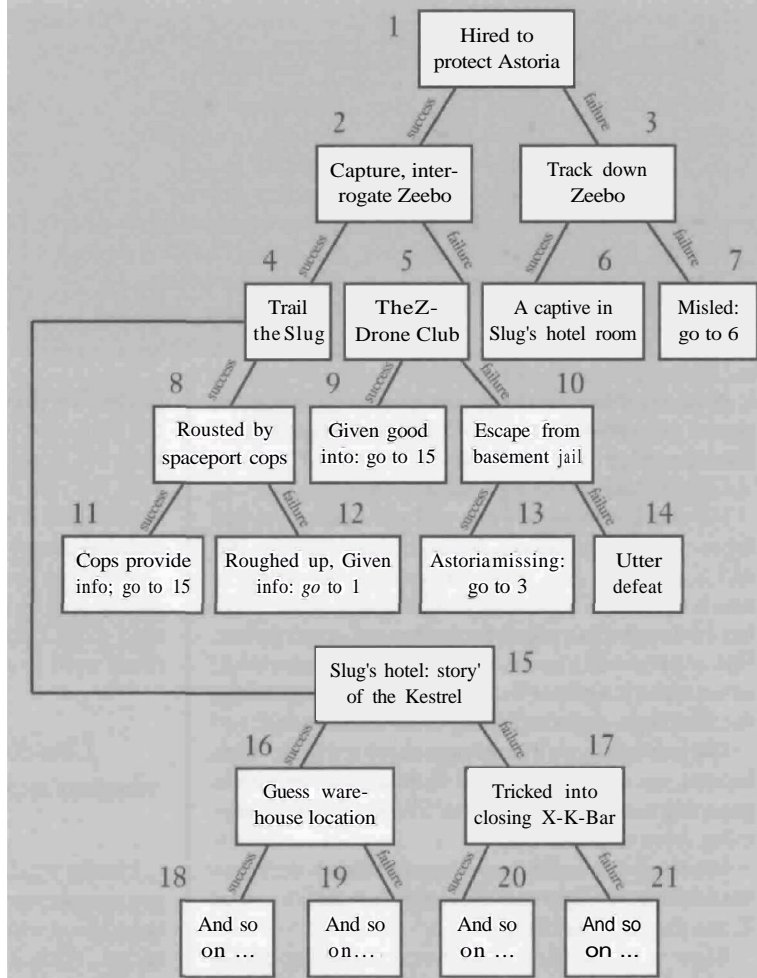 1
Hired to
protect Astoria
success
failure
2
3
Capture, inter-
rogate Zeebo
Track down
Zeebo
success
failure
success
failure
4
5
6
7
Trail
the Slug
The Z-
Drone Club
A captive in
Slug's hotel room
Misled:
go to 6
success
success
failure
8
9
10
Rousted by
spaceport cops
Given good
into: go to 15
Escape from
basement jail
success
failure
success
failure
11
12
13
14
Cops provide
info; go to 15
Roughed up, Given
info: go to 1
Astoria missing:
go to 3
Utter
defeat
15
Slug's hotel: story'
of the Kestrel
success
failure
16
17
Guess ware-
house location
Tricked into
closing X-K-Bar
success
failure
success
failure
18
19
20
21
And so
on ...
And so
on ...
And so
on ...
And so
on ...